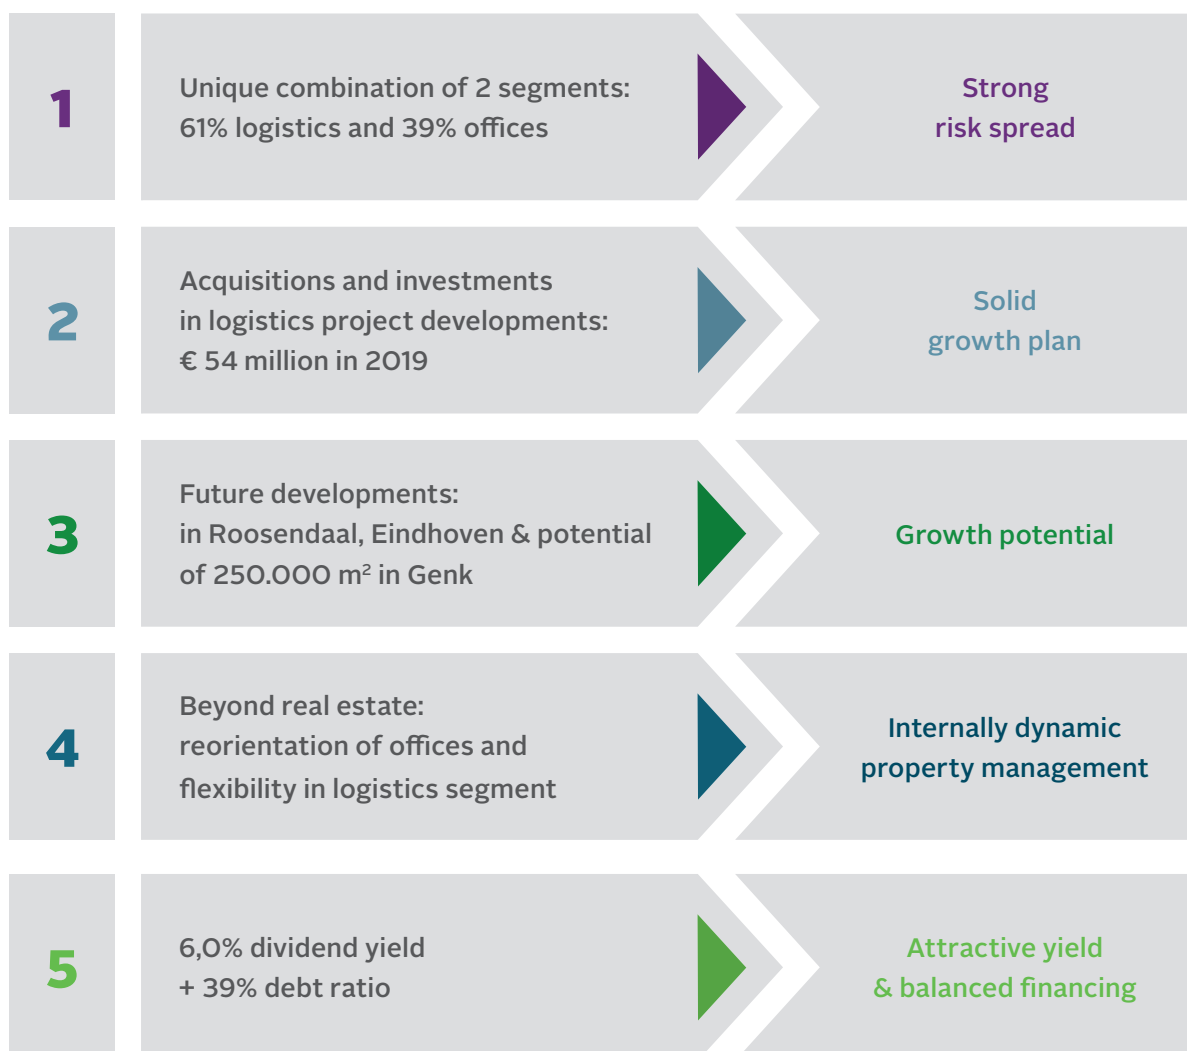 1
Unique combination of 2 segments:
61% logistics and 39% offices
Strong
risk spread
2
Acquisitions and investments
in logistics project developments:
€ 54 million in 2019
Solid
growth plan
3
Future developments:
in Roosendaal, Eindhoven & potential
of 250.000 m² in Genk
Growth potential
4
Beyond real estate:
reorientation of offices and
flexibility in logistics segment
Internally dynamic
property management
5
6,0% dividend yield
+ 39% debt ratio
Attractive yield
& balanced financing